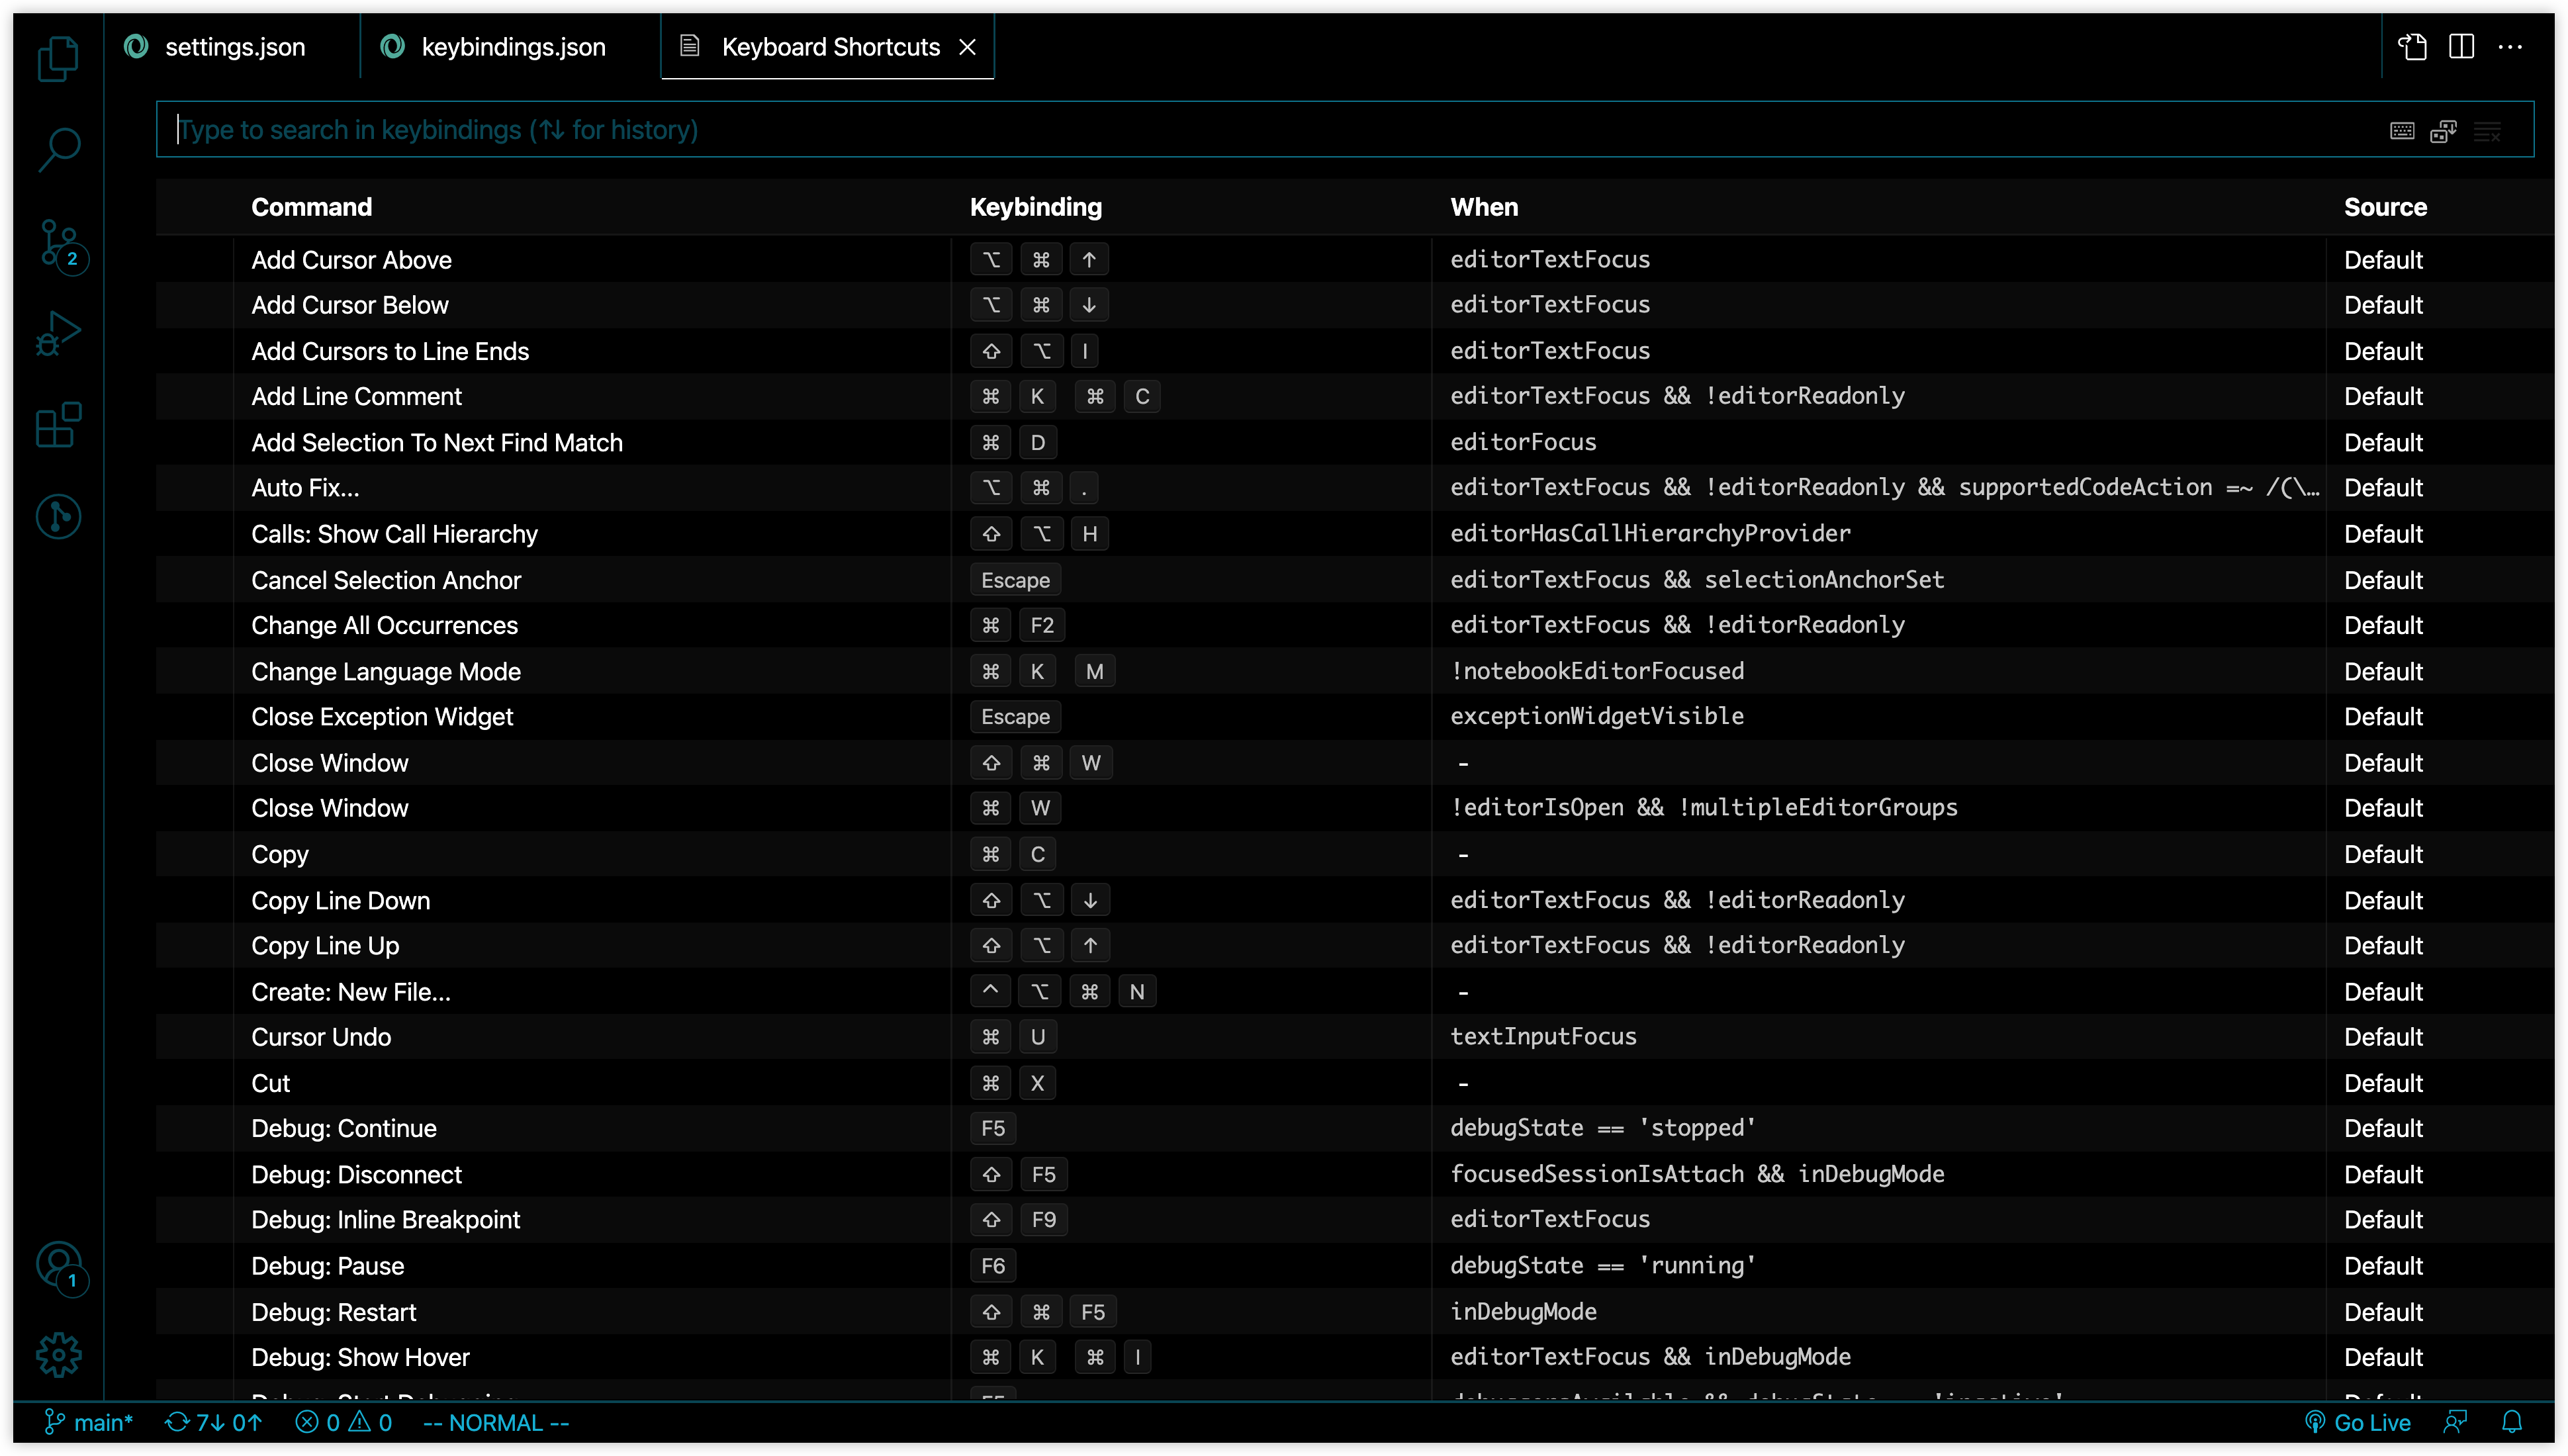 settings.json keybindings.json Keyboard Shortcuts
Type to search in keybindings (↑↓ for history)
Command Keybinding When Source
Add Cursor Above ⌥ ⌘ ↑ editorTextFocus Default
Add Cursor Below ⌥ ⌘ ↓ editorTextFocus Default
Add Cursors to Line Ends ⇧ ⌥ I editorTextFocus Default
Add Line Comment ⌘ K ⌘ C editorTextFocus && !editorReadonly Default
Add Selection To Next Find Match ⌘ D editorFocus Default
Auto Fix... ⌥ ⌘ . editorTextFocus && !editorReadonly && supportedCodeAction =~ /(\… Default
Calls: Show Call Hierarchy ⇧ ⌥ H editorHasCallHierarchyProvider Default
Cancel Selection Anchor Escape editorTextFocus && selectionAnchorSet Default
Change All Occurrences ⌘ F2 editorTextFocus && !editorReadonly Default
Change Language Mode ⌘ K M !notebookEditorFocused Default
Close Exception Widget Escape exceptionWidgetVisible Default
Close Window ⇧ ⌘ W - Default
Close Window ⌘ W !editorIsOpen && !multipleEditorGroups Default
Copy ⌘ C - Default
Copy Line Down ⇧ ⌥ ↓ editorTextFocus && !editorReadonly Default
Copy Line Up ⇧ ⌥ ↑ editorTextFocus && !editorReadonly Default
Create: New File... ^ ⌥ ⌘ N - Default
Cursor Undo ⌘ U textInputFocus Default
Cut ⌘ X - Default
Debug: Continue F5 debugState == 'stopped' Default
Debug: Disconnect ⇧ F5 focusedSessionIsAttach && inDebugMode Default
Debug: Inline Breakpoint ⇧ F9 editorTextFocus Default
Debug: Pause F6 debugState == 'running' Default
Debug: Restart ⇧ ⌘ F5 inDebugMode Default
Debug: Show Hover ⌘ K ⌘ I editorTextFocus && inDebugMode Default
main* 7↓ 0↑ 0 0 -- NORMAL -- Go Live
2
1